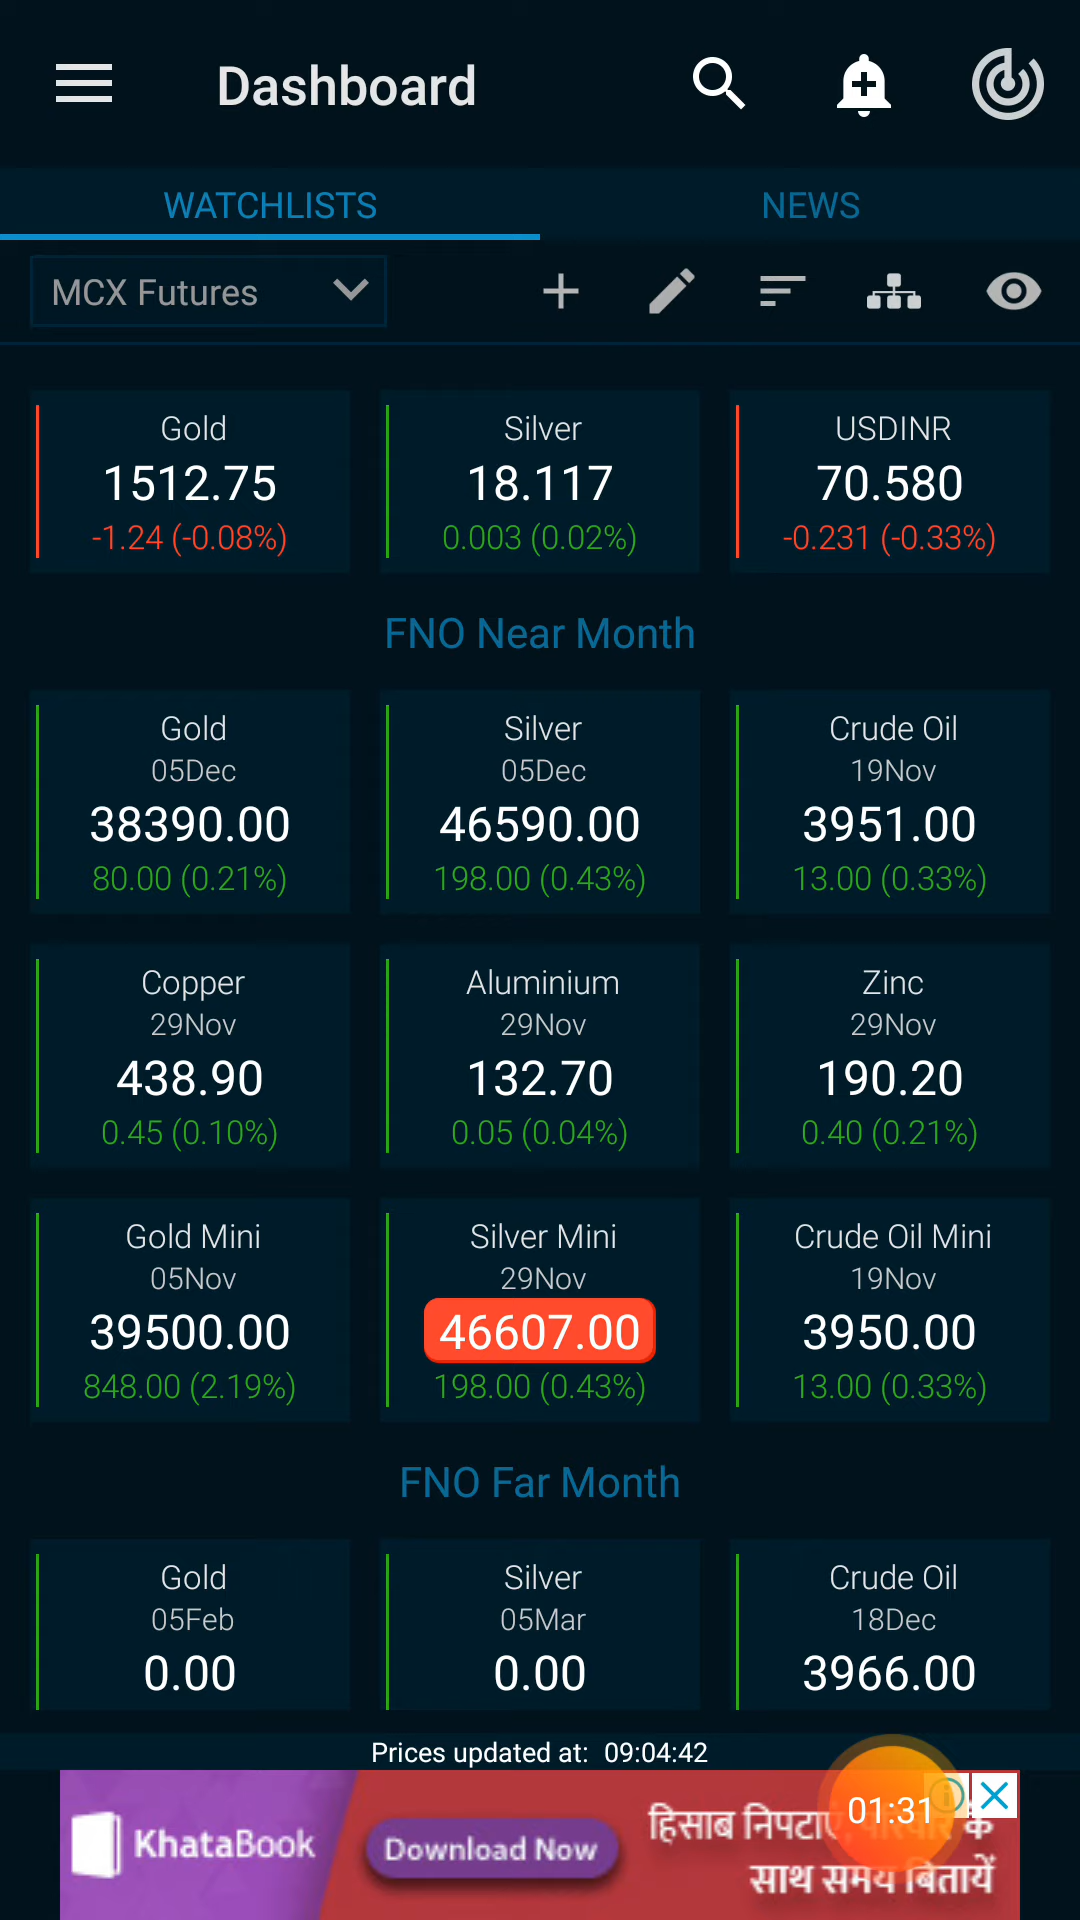 Dashboard
WATCHLISTS
NEWS
MCX Futures
Gold
1512.75
-1.24 (-0.08%)
Silver
18.117
0.003 (0.02%)
USDINR
70.580
-0.231 (-0.33%)
FNO Near Month
Gold
05Dec
38390.00
80.00 (0.21%)
Silver
05Dec
46590.00
198.00 (0.43%)
Crude Oil
19Nov
3951.00
13.00 (0.33%)
Copper
29Nov
438.90
0.45 (0.10%)
Aluminium
29Nov
132.70
0.05 (0.04%)
Zinc
29Nov
190.20
0.40 (0.21%)
Gold Mini
05Nov
39500.00
848.00 (2.19%)
Silver Mini
29Nov
46607.00
198.00 (0.43%)
Crude Oil Mini
19Nov
3950.00
13.00 (0.33%)
FNO Far Month
Gold
05Feb
0.00
Silver
05Mar
0.00
Crude Oil
18Dec
3966.00
Prices updated at: 09:04:42
KhataBook
Download Now
हिसाब निपटाएं, के
साथ समय बितायें
01:31